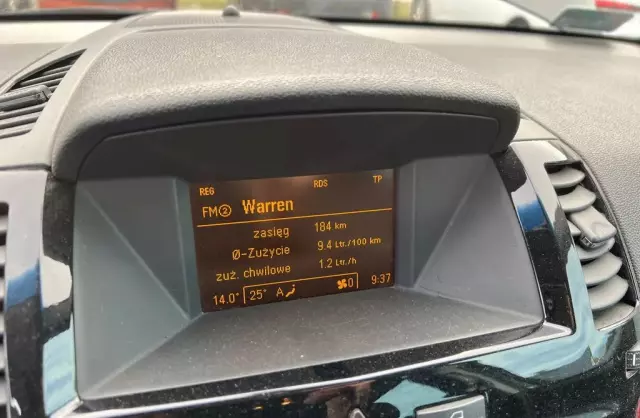 REG RDS TP
FM② Warren
zasięg 184 km
Ø-Zużycie 9.4 Ltr./100 km
zuż. chwilowe 1.2 Ltr./h
14.0° 25° A 0 9:37